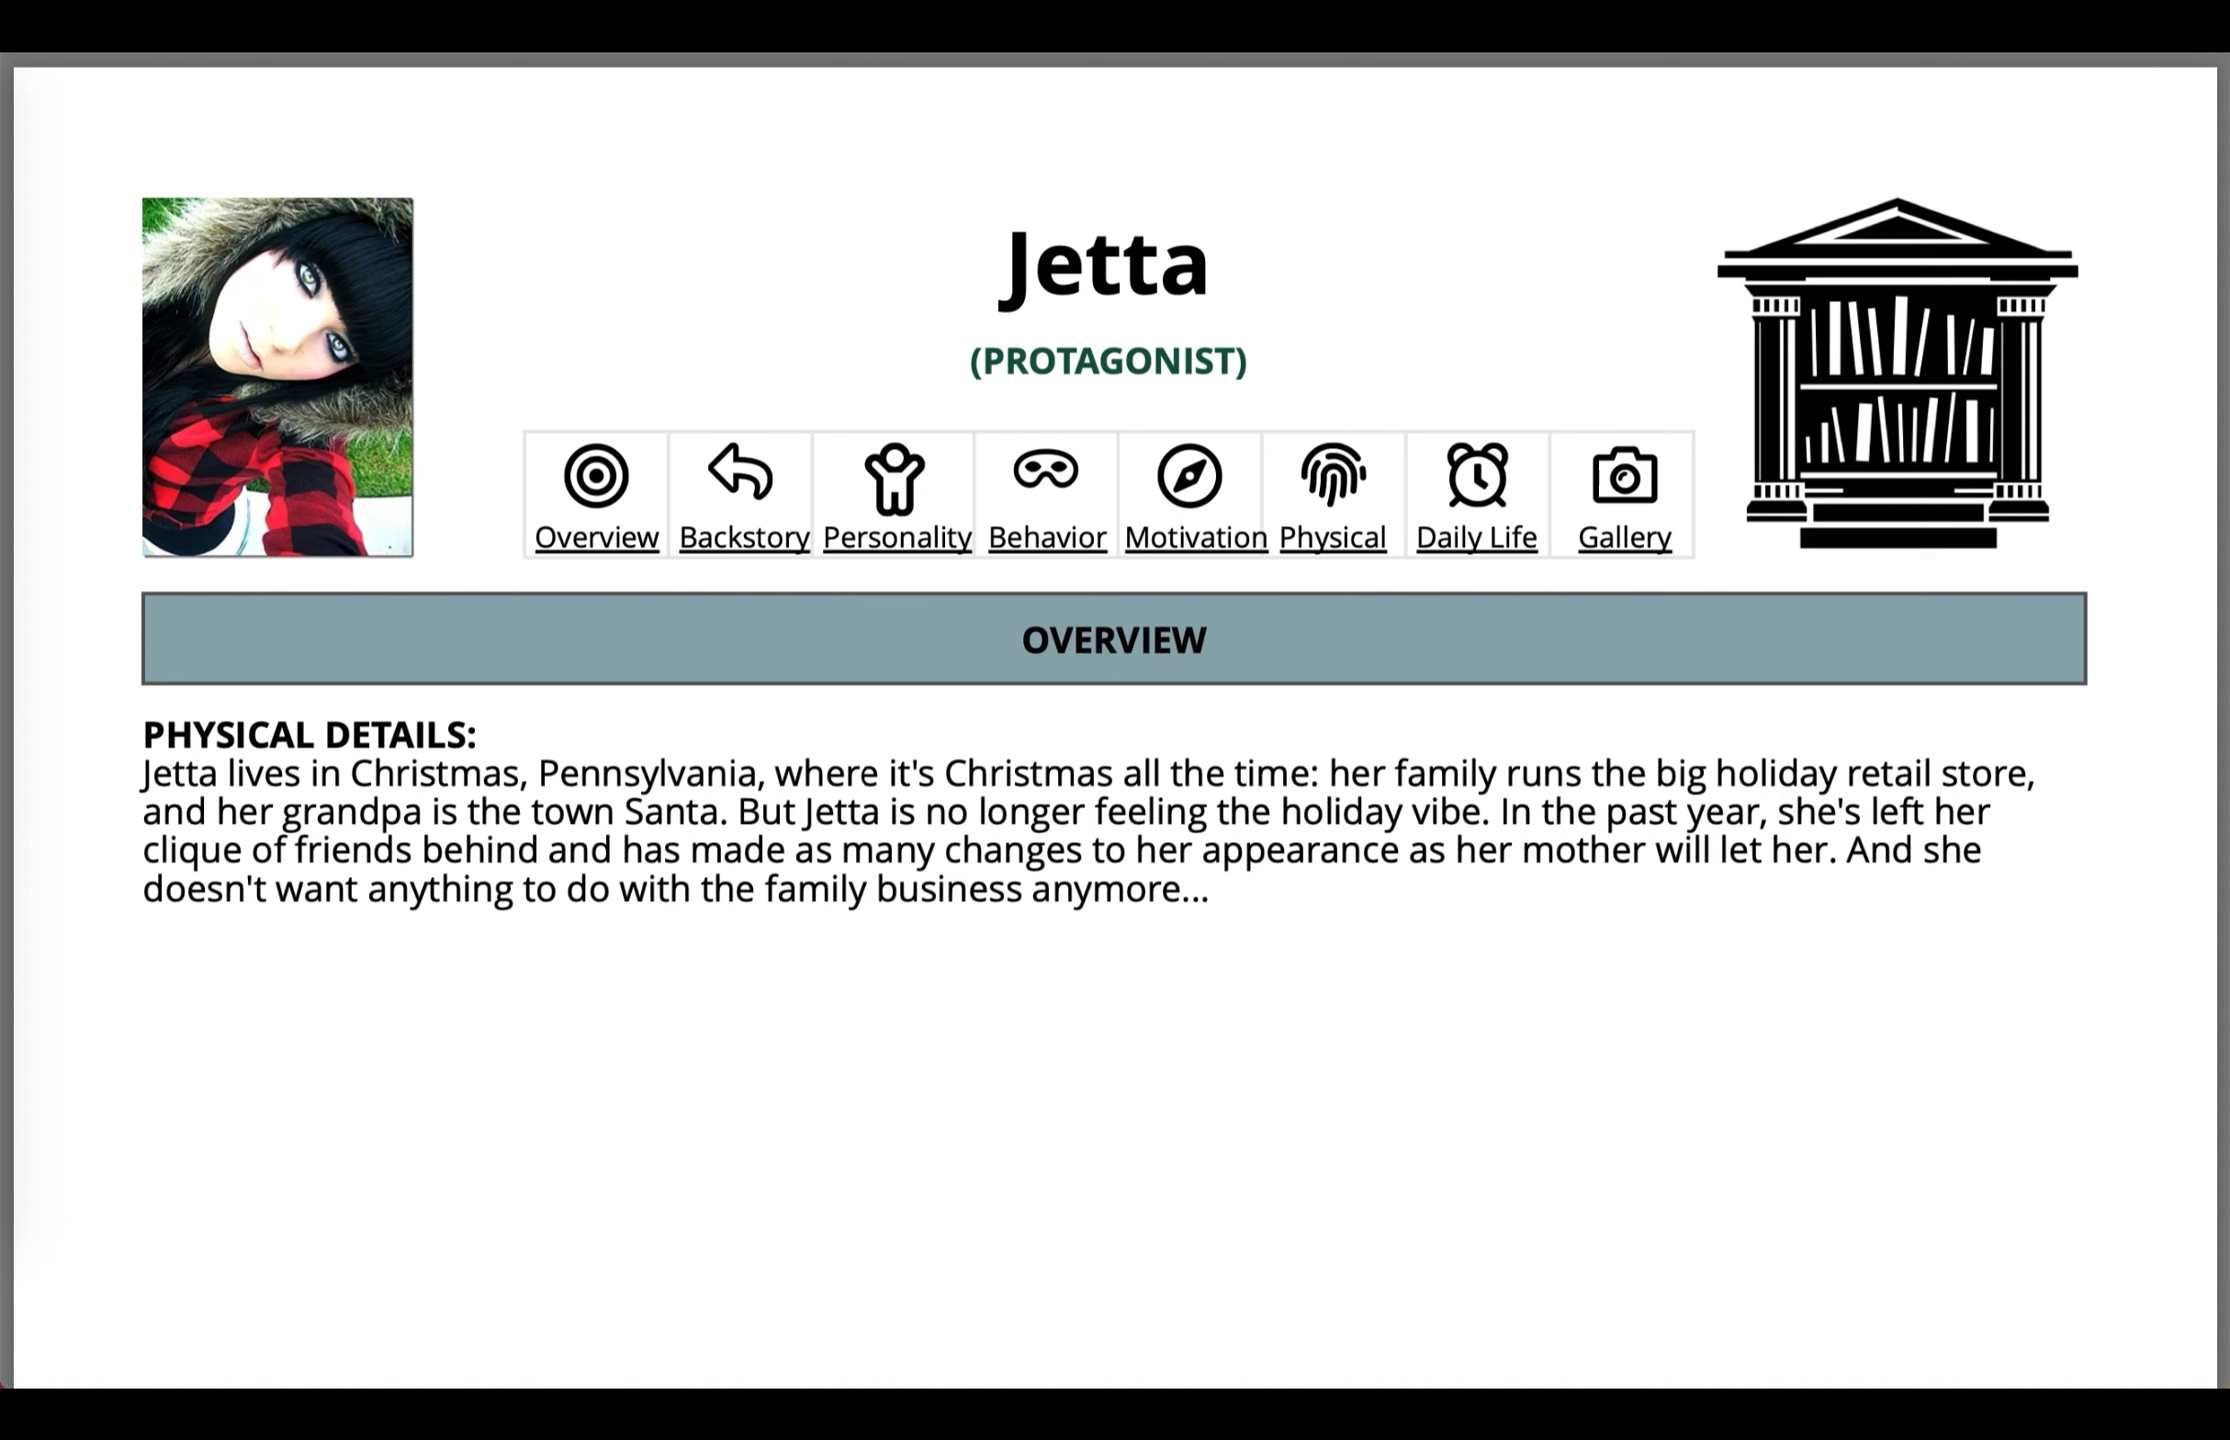 Jetta
(PROTAGONIST)
Overview Backstory Personality Behavior Motivation Physical Daily Life Gallery
OVERVIEW
PHYSICAL DETAILS:
Jetta lives in Christmas, Pennsylvania, where it's Christmas all the time: her family runs the big holiday retail store,
and her grandpa is the town Santa. But Jetta is no longer feeling the holiday vibe. In the past year, she's left her
clique of friends behind and has made as many changes to her appearance as her mother will let her. And she
doesn't want anything to do with the family business anymore...